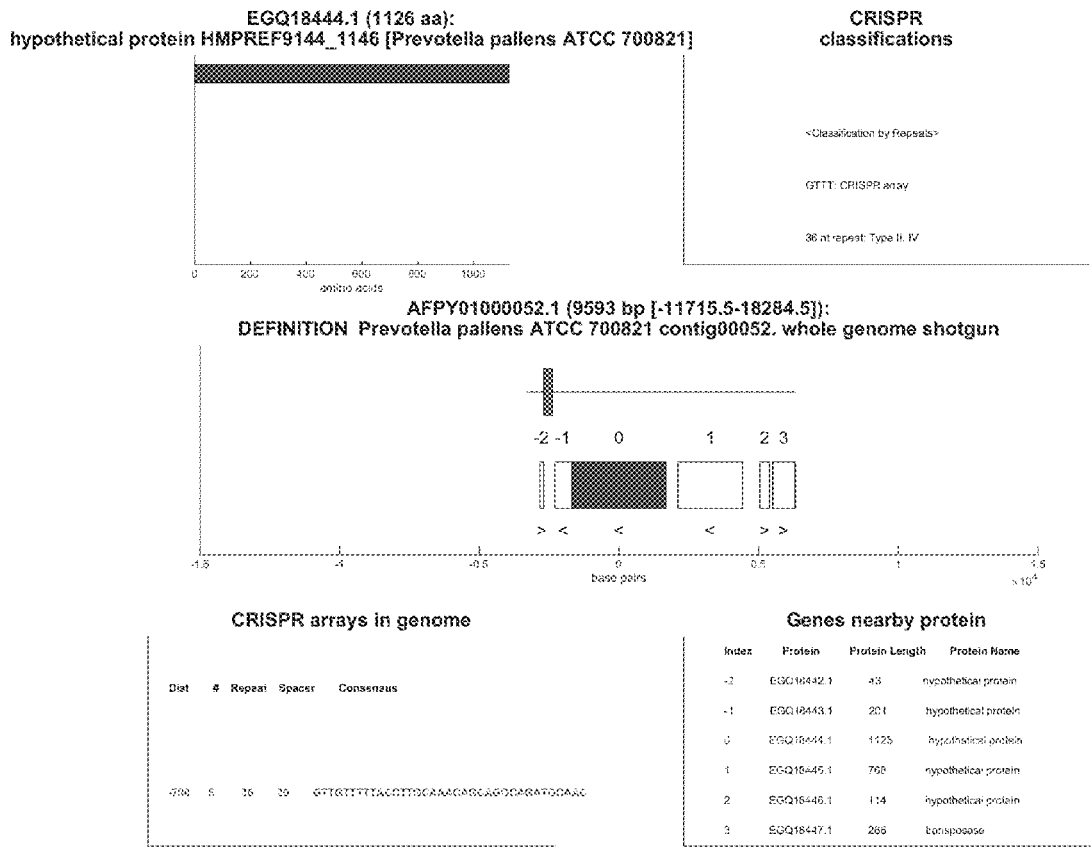 EGQ18444.1 (1126 aa):
hypothetical protein HMPREF9144_1146 [Prevotella pallens ATCC 700821]
0 200 400 600 800 1000
amino acids
CRISPR
classifications
<Classification by Repeats>
GTTT: CRISPR array
36 nt repeat: Type II, IV
AFPY01000052.1 (9593 bp [-11715.5-18284.5]):
DEFINITION Prevotella pallens ATCC 700821 contig00052. whole genome shotgun
-2 -1 0 1 2 3
> < < < > >
-1.5 -1 -0.5 0 0.5 1 1.5
base pairs
×10⁴
CRISPR arrays in genome
Dist # Repeat Spacer Consensus
36
Genes nearby protein
Index Protein Protein Length Protein Name
-2 EGQ18442.1 43 hypothetical protein
-1 EGQ18443.1 201 hypothetical protein
0 EGQ18444.1 hypothetical protein
1 EGQ18445.1 hypothetical protein
2 EGQ18446.1 114 hypothetical protein
3 EGQ18447.1 266 transposase